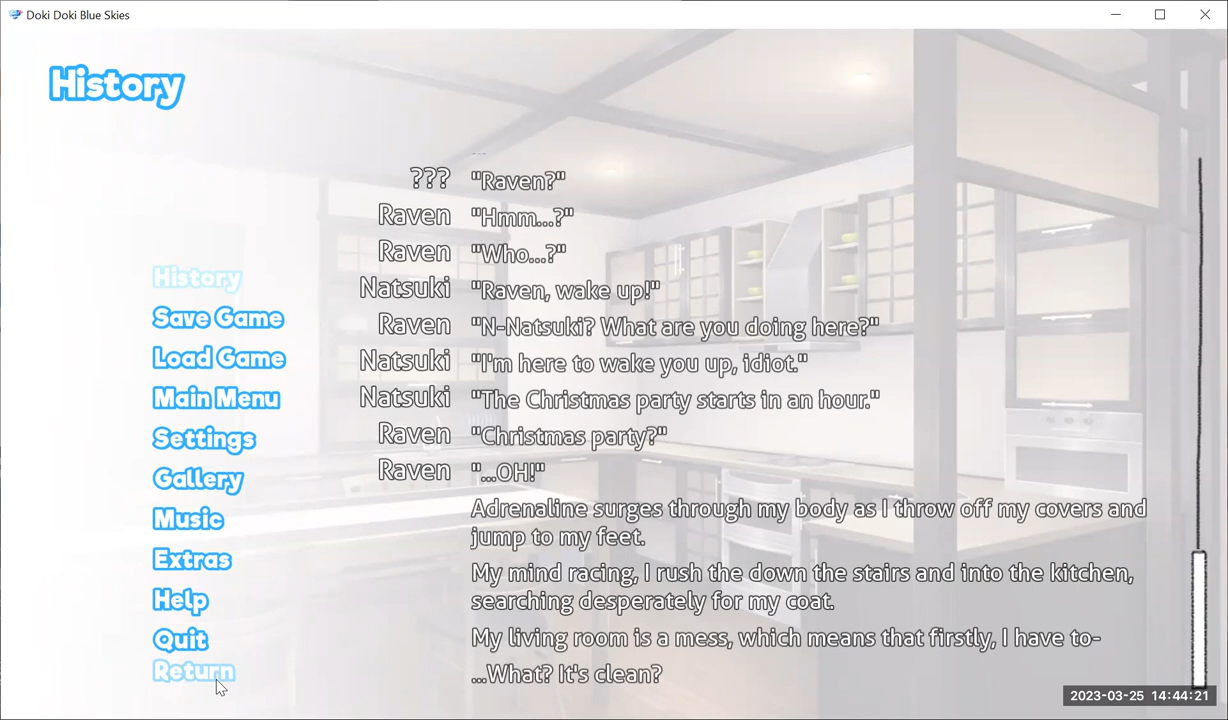 Doki Doki Blue Skies
History
??? "Raven?"
Raven "Hmm...?"
Raven "Who...?"
Natsuki "Raven, wake up!"
Raven "N-Natsuki? What are you doing here?"
Natsuki "I'm here to wake you up, idiot."
Natsuki "The Christmas party starts in an hour."
Raven "Christmas party?"
Raven "...OH!"
Adrenaline surges through my body as I throw off my covers and
jump to my feet.
My mind racing, I rush the down the stairs and into the kitchen,
searching desperately for my coat.
My living room is a mess, which means that firstly, I have to-
...What? It's clean?
History
Save Game
Load Game
Main Menu
Settings
Gallery
Music
Extras
Help
Quit
Return
2023-03-25 14:44:21